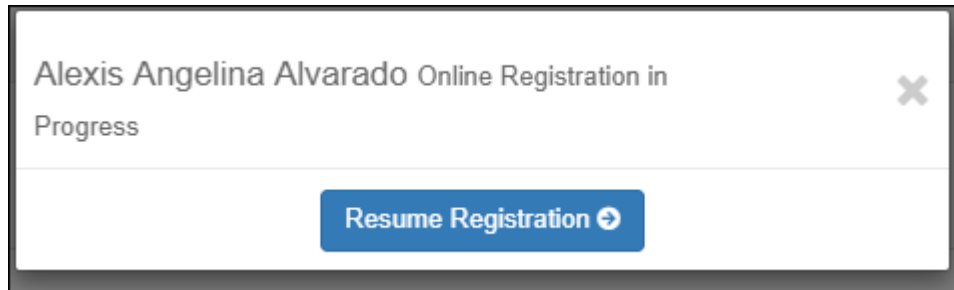 Alexis Angelina Alvarado Online Registration in
Progress
Resume Registration